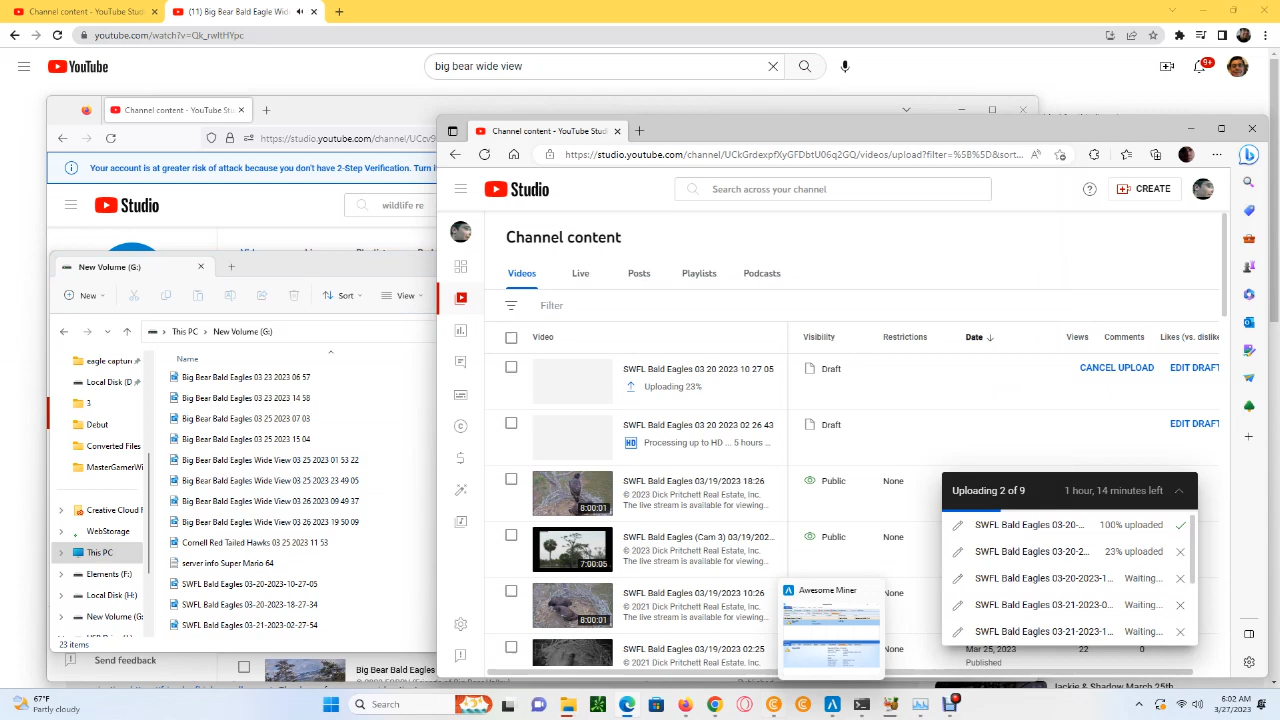 Channel content - YouTube Studio
(11) Big Bear Bald Eagle Wide
youtube.com/watch?v=Qk_rwItHYpc
YouTube
big bear wide view
9+
Channel content - YouTube St
https://studio.youtube.com/channel/UCcv9
Your account is at greater risk of attack because you don't have 2-Step Verification. Turn i
Studio
wildlife re
New Volume (G:)
New
Sort
View
This PC
New Volume (G:)
Name
eagle capture
Local Disk (D
3
Debut
Converted Files
MasterGamerWi
Creative Cloud F
WebStorage
This PC
Elements (F:)
Local Disk (H:)
New Volume (G:
Big Bear Bald Eagles 03 23 2023 06 57
Big Bear Bald Eagles 03 23 2023 14 58
Big Bear Bald Eagles 03 25 2023 07 03
Big Bear Bald Eagles 03 25 2023 15 04
Big Bear Bald Eagles Wide View 03 25 2023 01 53 22
Big Bear Bald Eagles Wide View 03 25 2023 23 49 05
Big Bear Bald Eagles Wide View 03 26 2023 09 49 37
Big Bear Bald Eagles Wide View 03 26 2023 19 50 09
Cornell Red Tailed Hawks 03 25 2023 11 53
server info Super Mario 64
SWFL Bald Eagles 03-20-2023-10-27-05
SWFL Bald Eagles 03-20-2023-18-27-34
SWFL Bald Eagles 03-21-2023-02-27-54
23 items
Send feedback
Channel content - YouTube Studi
https://studio.youtube.com/channel/UCkGrdexpfXyGFDbtU06q2GQ/videos/upload?filter=%5B%5D&sort...
Studio
Search across your channel
CREATE
Channel content
Videos
Live
Posts
Playlists
Podcasts
Filter
Video
Visibility
Restrictions
Date
Views
Comments
Likes (vs. dislike
SWFL Bald Eagles 03 20 2023 10 27 05
Uploading 23%
Draft
CANCEL UPLOAD
EDIT DRAFT
SWFL Bald Eagles 03 20 2023 02 26 43
HD Processing up to HD ... 5 hours ...
Draft
EDIT DRAFT
8:00:01
SWFL Bald Eagles 03/19/2023 18:26
© 2023 Dick Pritchett Real Estate, Inc.
The live stream is available for viewing...
Public
None
7:00:05
SWFL Bald Eagles (Cam 3) 03/19/202...
© 2023 Dick Pritchett Real Estate, Inc.
The live stream is available for viewing...
Public
8:00:01
SWFL Bald Eagles 03/19/2023 10:26
© 2021 Dick Pritchett Real Estate, Inc.
The live stream is available for viewing...
SWFL Bald Eagles 03/19/2023 02:25
© 2021 Dick Pritchett Real Estate, Inc.
Mar 25, 2023
Published
22
0
Uploading 2 of 9
1 hour, 14 minutes left
SWFL Bald Eagles 03-20-...
100% uploaded
SWFL Bald Eagles 03-20-2...
23% uploaded
SWFL Bald Eagles 03-20-2023-1...
Waiting...
SWFL Bald Eagles 03-21-2023-0...
Waiting...
SWFL Bald Eagles 03-21-2023-1...
Waiting...
Awesome Miner
Jackie & Shadow March 25th
67°F
Partly cloudy
Search
6:02 AM
3/27/2023